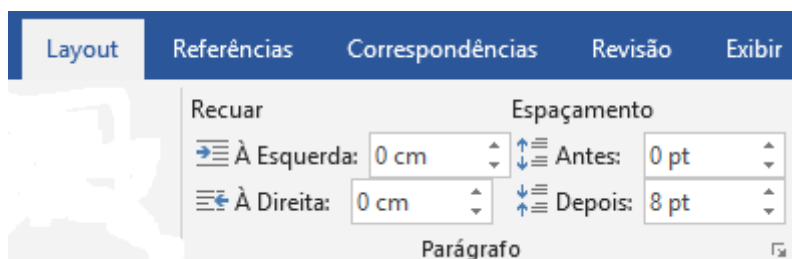 Layout Referências Correspondências Revisão Exibir
Recuar Espaçamento
À Esquerda: 0 cm Antes: 0 pt
À Direita: 0 cm Depois: 8 pt
Parágrafo